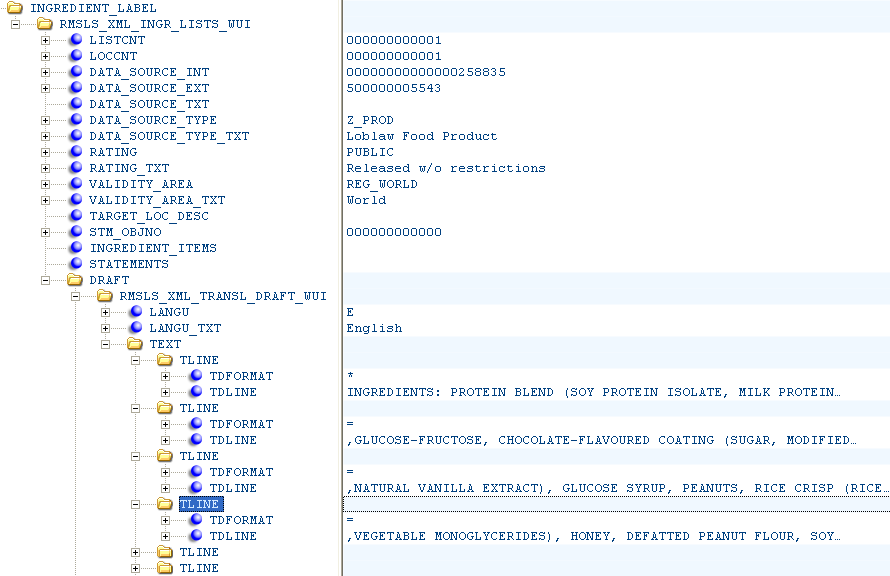 INGREDIENT_LABEL
RMSLS_XML_INGR_LISTS_WUI
LISTCNT 000000000001
LOCCNT 000000000001
DATA_SOURCE_INT 00000000000000258835
DATA_SOURCE_EXT 500000005543
DATA_SOURCE_TXT
DATA_SOURCE_TYPE Z_PROD
DATA_SOURCE_TYPE_TXT Loblaw Food Product
RATING PUBLIC
RATING_TXT Released w/o restrictions
VALIDITY_AREA REG_WORLD
VALIDITY_AREA_TXT World
TARGET_LOC_DESC
STM_OBJNO 000000000000
INGREDIENT_ITEMS
STATEMENTS
DRAFT
RMSLS_XML_TRANSL_DRAFT_WUI
LANGU E
LANGU_TXT English
TEXT
TLINE
TDFORMAT *
TDLINE INGREDIENTS: PROTEIN BLEND (SOY PROTEIN ISOLATE, MILK PROTEIN…
TLINE
TDFORMAT =
TDLINE ,GLUCOSE-FRUCTOSE, CHOCOLATE-FLAVOURED COATING (SUGAR, MODIFIED…
TLINE
TDFORMAT =
TDLINE ,NATURAL VANILLA EXTRACT), GLUCOSE SYRUP, PEANUTS, RICE CRISP (RICE…
TLINE
TDFORMAT =
TDLINE ,VEGETABLE MONOGLYCERIDES), HONEY, DEFATTED PEANUT FLOUR, SOY…
TLINE
TLINE